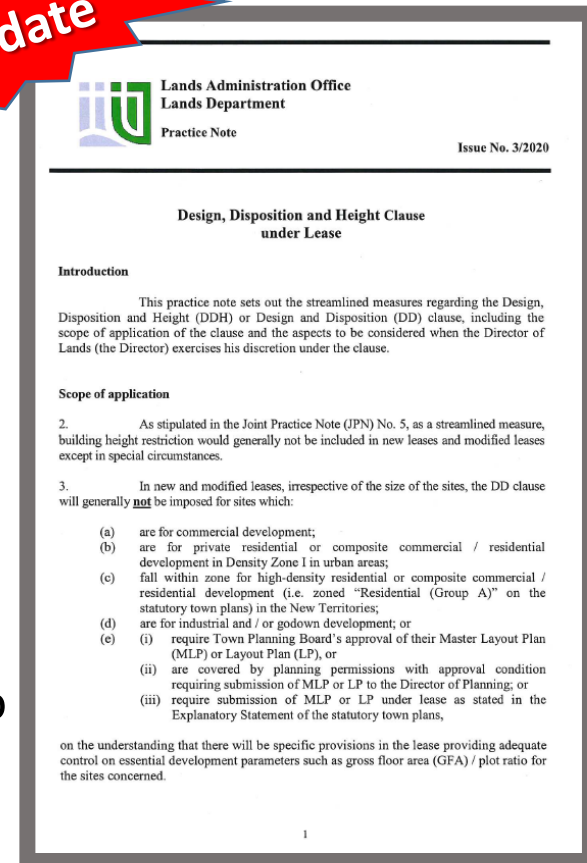 date
Lands Administration Office
Lands Department
Practice Note
Issue No. 3/2020
Design, Disposition and Height Clause
under Lease
Introduction
This practice note sets out the streamlined measures regarding the Design,
Disposition and Height (DDH) or Design and Disposition (DD) clause, including the
scope of application of the clause and the aspects to be considered when the Director of
Lands (the Director) exercises his discretion under the clause.
Scope of application
2. As stipulated in the Joint Practice Note (JPN) No. 5, as a streamlined measure,
building height restriction would generally not be included in new leases and modified leases
except in special circumstances.
3. In new and modified leases, irrespective of the size of the sites, the DD clause
will generally not be imposed for sites which:
(a) are for commercial development;
(b) are for private residential or composite commercial / residential
development in Density Zone I in urban areas;
(c) fall within zone for high-density residential or composite commercial /
residential development (i.e. zoned “Residential (Group A)” on the
statutory town plans) in the New Territories;
(d) are for industrial and / or godown development; or
(e) (i) require Town Planning Board's approval of their Master Layout Plan
(MLP) or Layout Plan (LP), or
(ii) are covered by planning permissions with approval condition
requiring submission of MLP or LP to the Director of Planning; or
(iii) require submission of MLP or LP under lease as stated in the
Explanatory Statement of the statutory town plans,
on the understanding that there will be specific provisions in the lease providing adequate
control on essential development parameters such as gross floor area (GFA) / plot ratio for
the sites concerned.
1